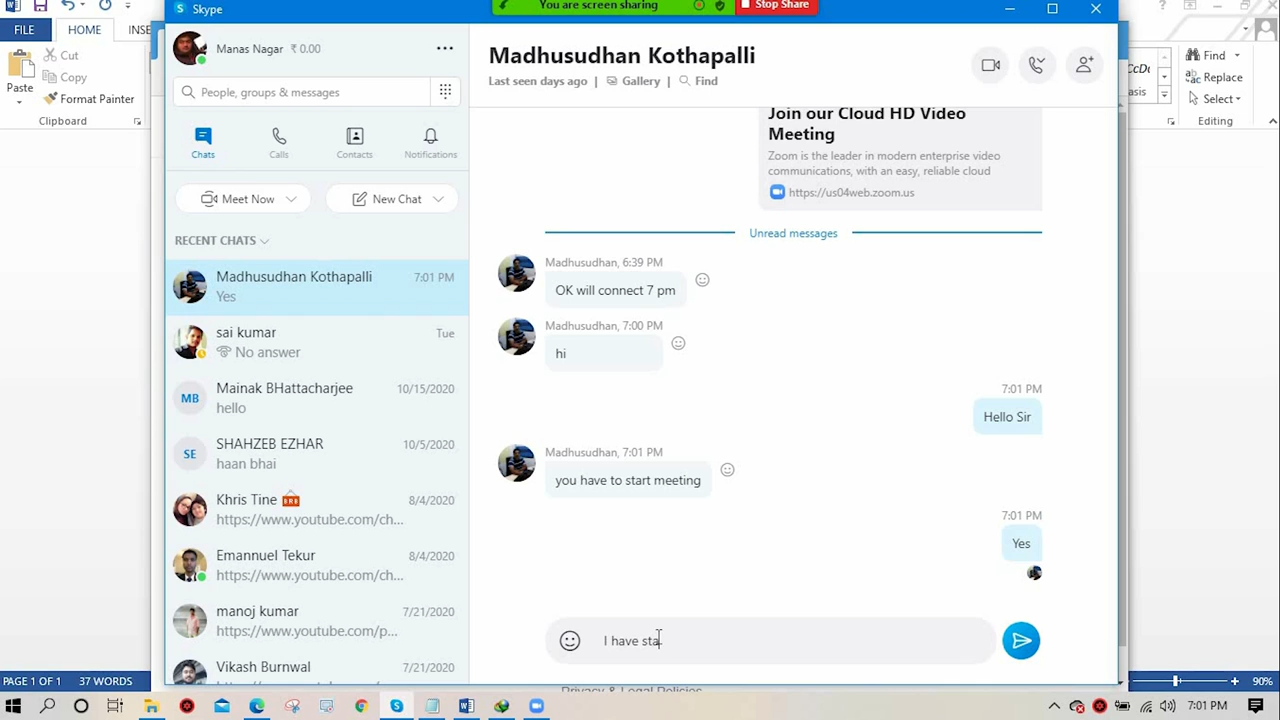 Skype
You are screen sharing
Stop Share
FILE
HOME
Cut
Copy
Paste
Format Painter
Clipboard
Manas Nagar ₹ 0.00
People, groups & messages
Chats
Calls
Contacts
Notifications
Meet Now
New Chat
RECENT CHATS
Madhusudhan Kothapalli
7:01 PM
Yes
sai kumar
Tue
No answer
MB
Mainak BHattacharjee
10/15/2020
hello
SE
SHAHZEB EZHAR
10/5/2020
haan bhai
Khris Tine
8/4/2020
https://www.youtube.com/ch...
Emannuel Tekur
8/4/2020
https://www.youtube.com/ch...
manoj kumar
7/21/2020
https://www.youtube.com/p...
Vikash Burnwal
7/21/2020
Madhusudhan Kothapalli
Last seen days ago | Gallery | Find
Join our Cloud HD Video
Meeting
Zoom is the leader in modern enterprise video
communications, with an easy, reliable cloud
https://us04web.zoom.us
Unread messages
Madhusudhan, 6:39 PM
OK will connect 7 pm
Madhusudhan, 7:00 PM
hi
7:01 PM
Hello Sir
Madhusudhan, 7:01 PM
you have to start meeting
7:01 PM
Yes
I have sta
Find
Replace
Select
Editing
PAGE 1 OF 1
37 WORDS
90%
7:01 PM